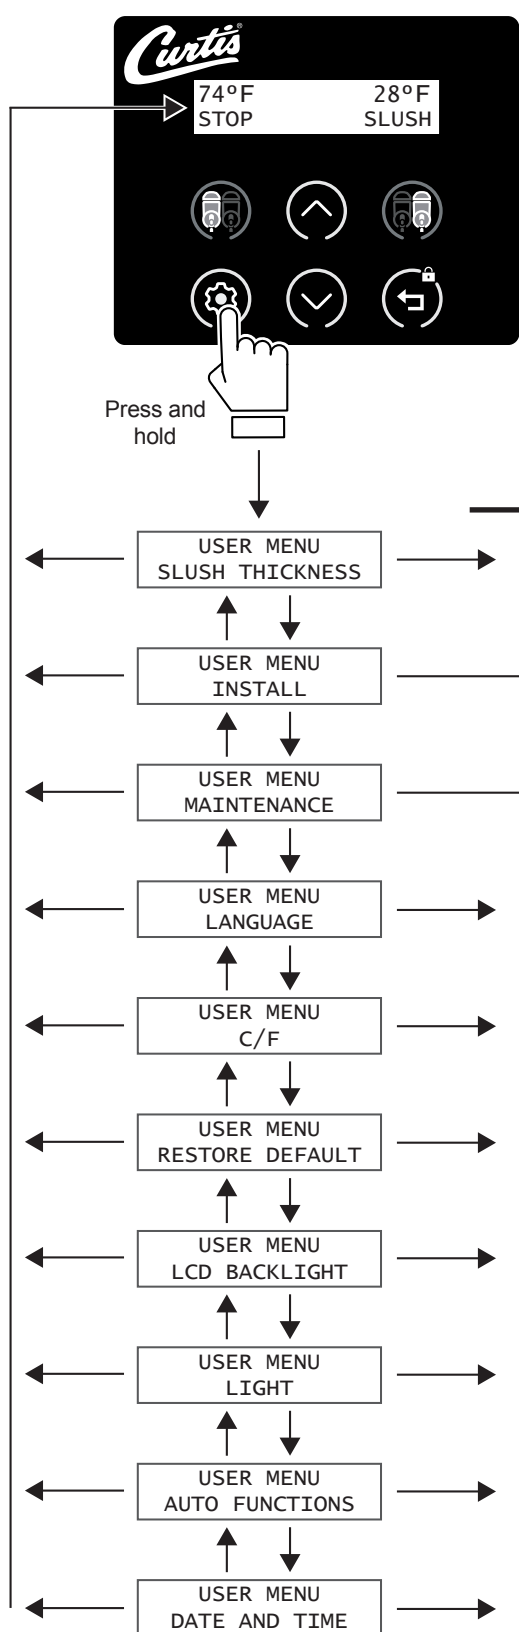 Curtis
74°F 28°F
STOP SLUSH
Press and
hold
USER MENU
SLUSH THICKNESS
USER MENU
INSTALL
USER MENU
MAINTENANCE
USER MENU
LANGUAGE
USER MENU
C/F
USER MENU
RESTORE DEFAULT
USER MENU
LCD BACKLIGHT
USER MENU
LIGHT
USER MENU
AUTO FUNCTIONS
USER MENU
DATE AND TIME